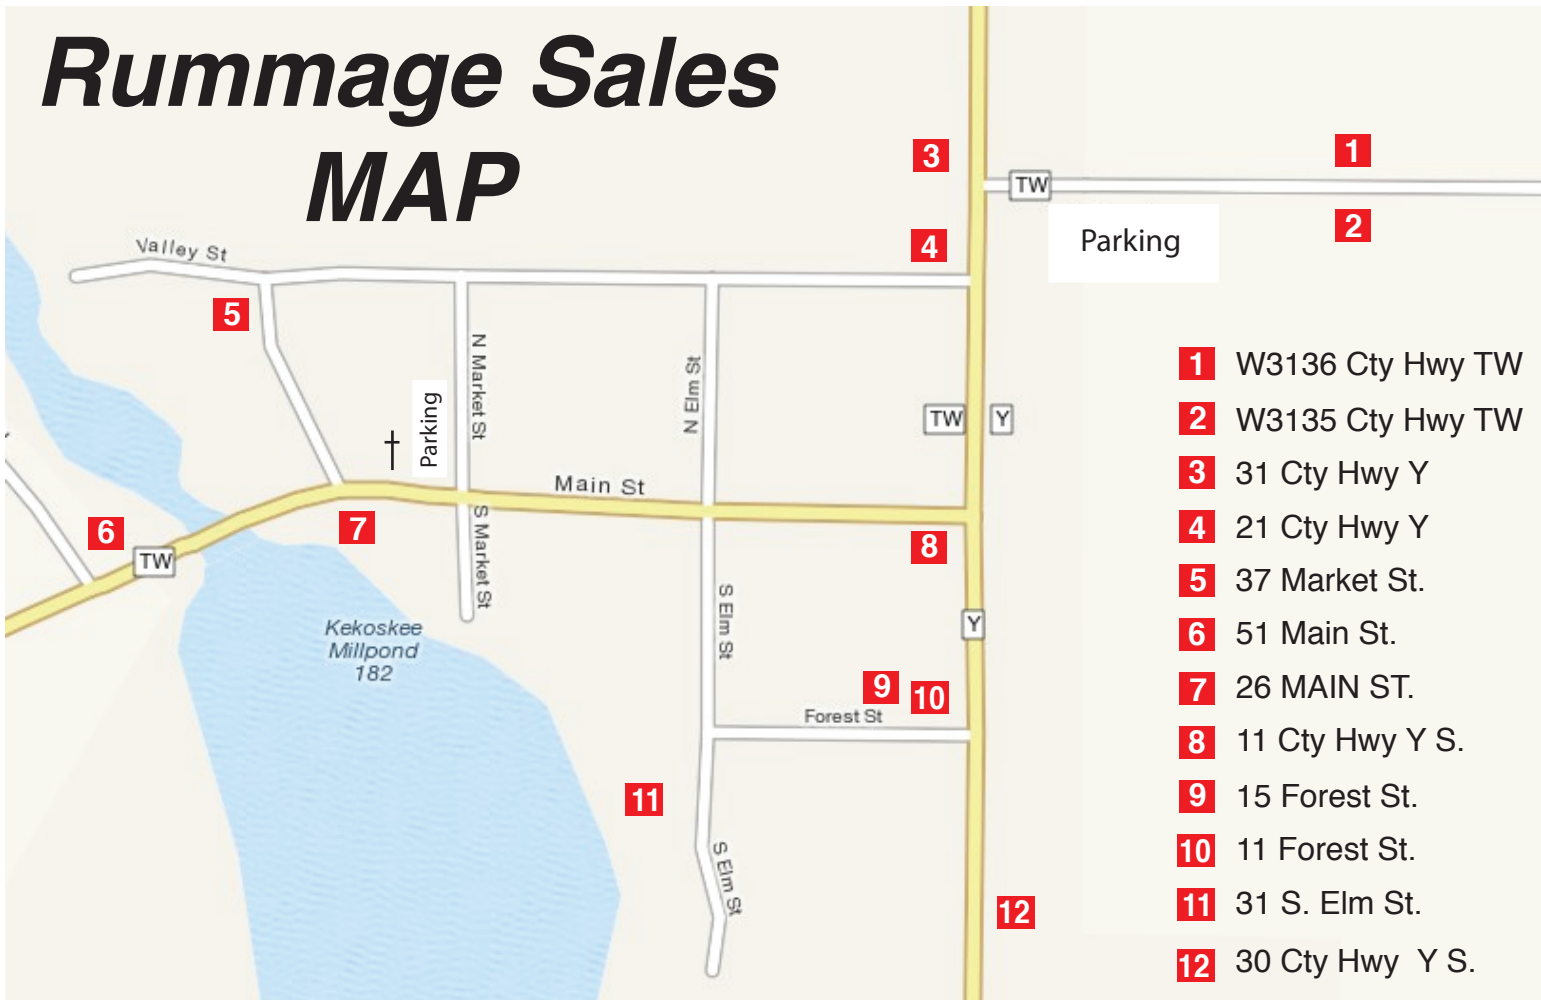 Rummage Sales
MAP
3
1
TW
2
4
Parking
Valley St
5
N Market St
N Elm St
Parking
TW
Y
Main St
6
7
S Market St
8
TW
S Elm St
Y
Kekoskee
Millpond
182
9
10
Forest St
11
S Elm St
12
1 W3136 Cty Hwy TW
2 W3135 Cty Hwy TW
3 31 Cty Hwy Y
4 21 Cty Hwy Y
5 37 Market St.
6 51 Main St.
7 26 MAIN ST.
8 11 Cty Hwy Y S.
9 15 Forest St.
10 11 Forest St.
11 31 S. Elm St.
12 30 Cty Hwy Y S.